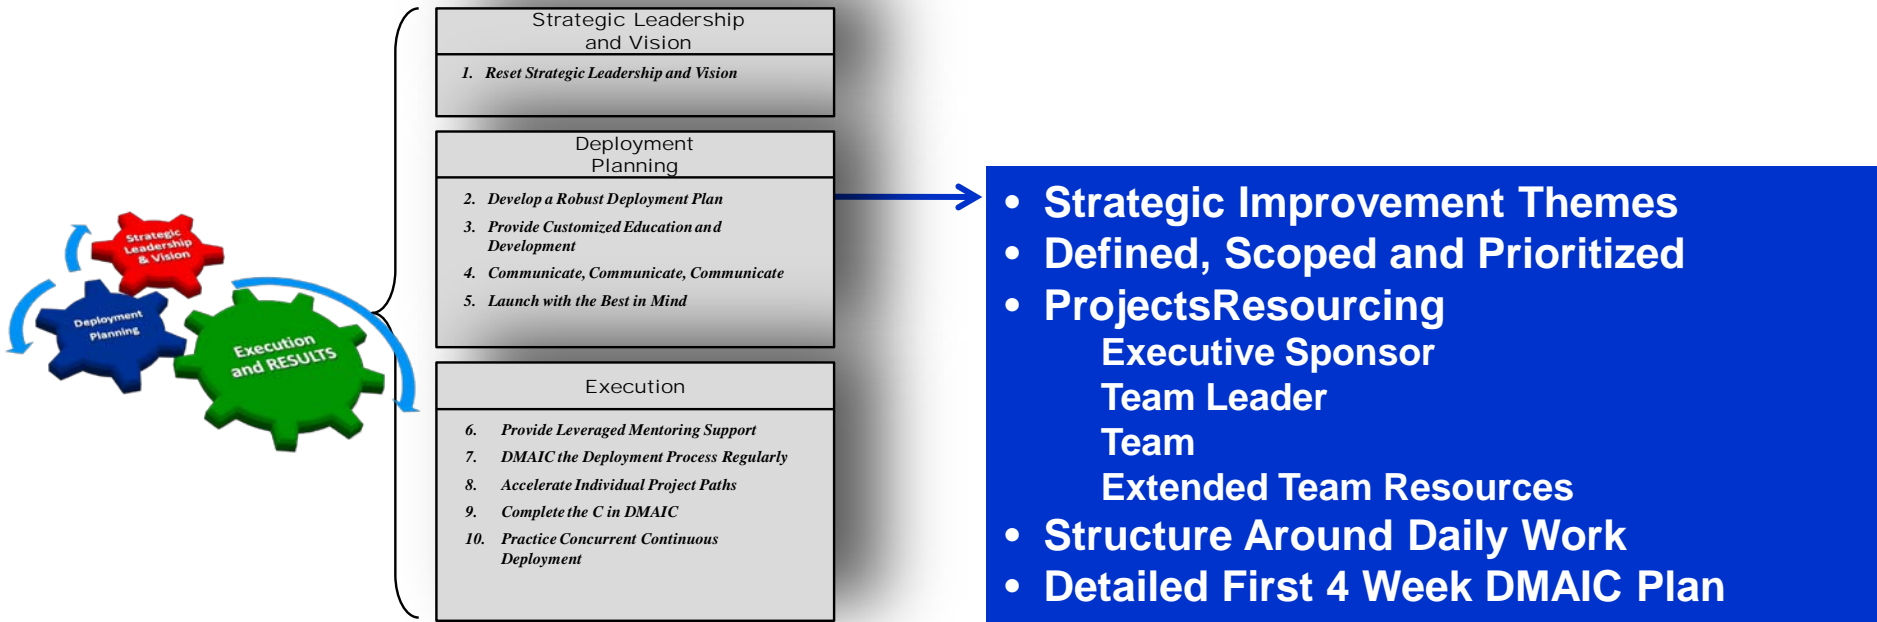 Strategic
Leadership
& Vision
Deployment
Planning
Execution
and RESULTS
Strategic Leadership
and Vision
1. Reset Strategic Leadership and Vision
Deployment
Planning
2. Develop a Robust Deployment Plan
3. Provide Customized Education and
Development
4. Communicate, Communicate, Communicate
5. Launch with the Best in Mind
Execution
6. Provide Leveraged Mentoring Support
7. DMAIC the Deployment Process Regularly
8. Accelerate Individual Project Paths
9. Complete the C in DMAIC
10. Practice Concurrent Continuous
Deployment
• Strategic Improvement Themes
• Defined, Scoped and Prioritized
• ProjectsResourcing
Executive Sponsor
Team Leader
Team
Extended Team Resources
• Structure Around Daily Work
• Detailed First 4 Week DMAIC Plan